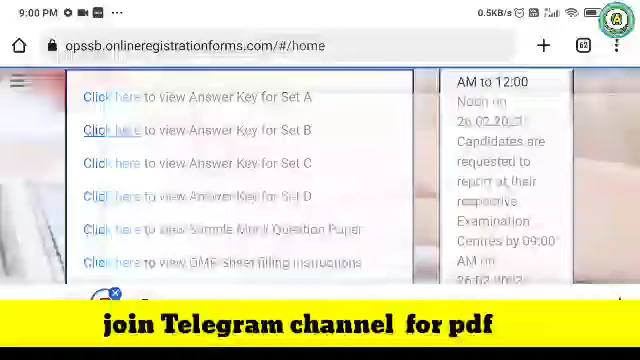 9:00 PM
0.5KB/s
opssb.onlineregistrationforms.com/#/home
62
Click here to view Answer Key for Set A
Click here to view Answer Key for Set B
Click here to view Answer Key for Set C
Click here to view Answer Key for Set D
Click here to view Sample Mock Question Paper
Click here to view OMR Sheet filling instructions
AM to 12:00
Noon on
Candidates are
requested to
report at their
respective
Examination
Centres by 09:00
AM on
join Telegram channel for pdf